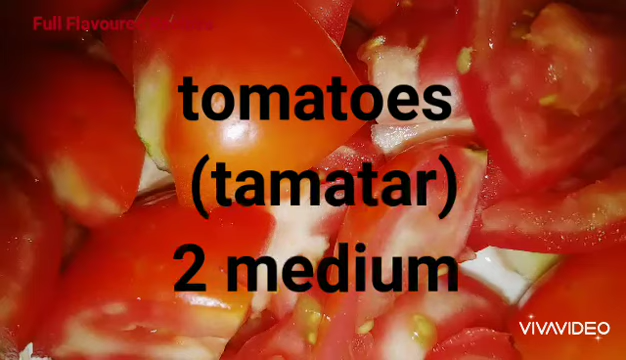 Full Flavoured
tomatoes
(tamatar)
2 medium
VIVAVIDEO